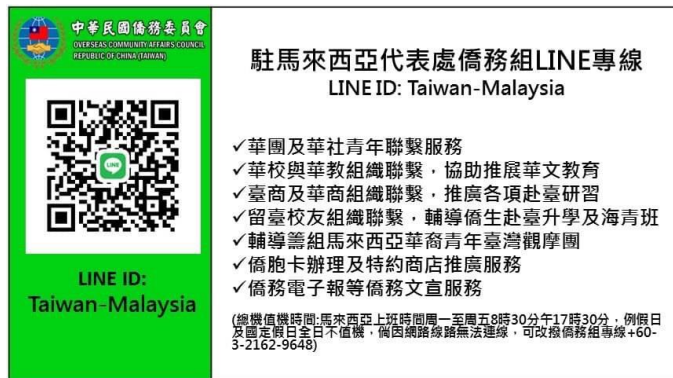 中華民國僑務委員會
OVERSEAS COMMUNITY AFFAIRS COUNCIL
REPUBLIC OF CHINA (TAIWAN)
LINE
LINE ID:
Taiwan-Malaysia
駐馬來西亞代表處僑務組LINE專線
LINE ID: Taiwan-Malaysia
✓華團及華社青年聯繫服務
✓華校與華教組織聯繫，協助推展華文教育
✓臺商及華商組織聯繫，推廣各項赴臺研習
✓留臺校友組織聯繫，輔導僑生赴臺升學及海青班
✓輔導籌組馬來西亞華裔青年臺灣觀摩團
✓僑胞卡辦理及特約商店推廣服務
✓僑務電子報等僑務文宣服務
(總機值機時間:馬來西亞上班時間周一至周五8時30分午17時30分，例假日
及國定假日全日不值機，倘因網路線路無法連線，可改撥僑務組專線+60-
3-2162-9648)